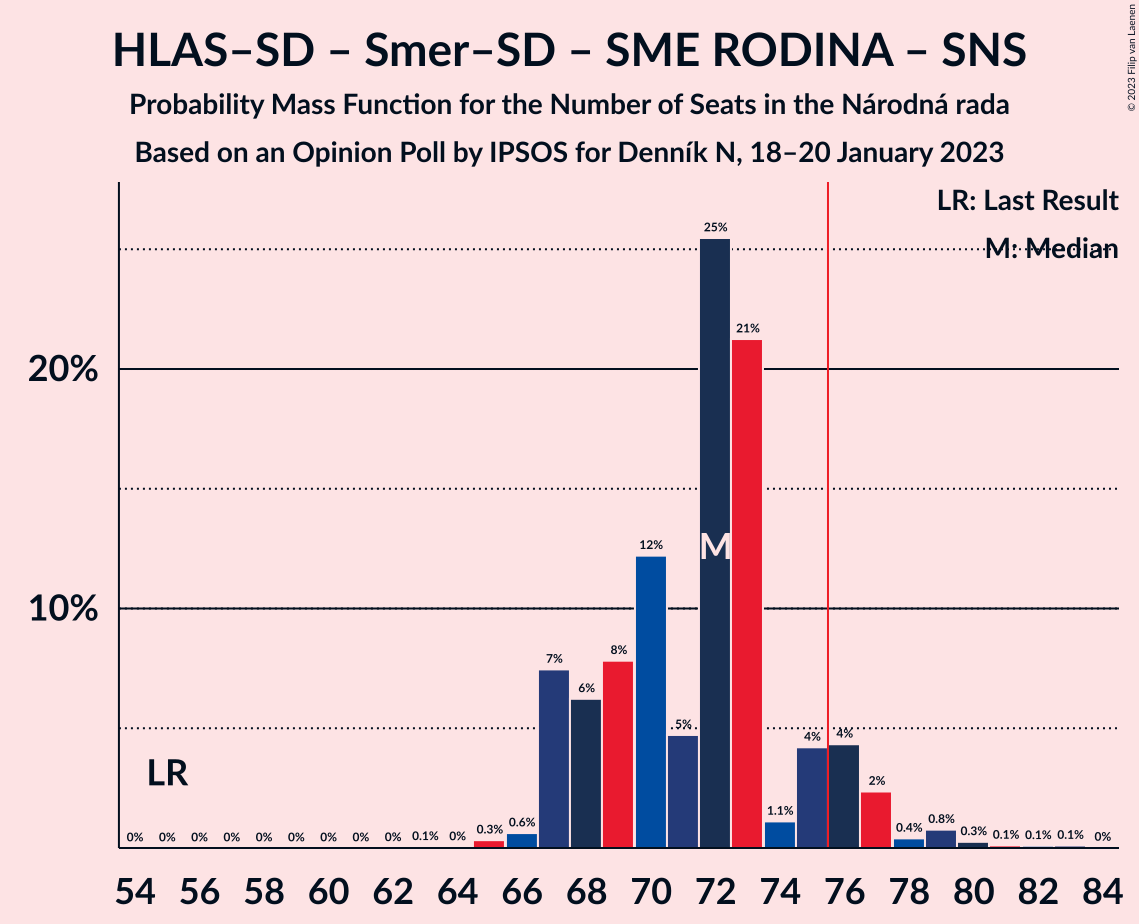 HLAS–SD – Smer–SD – SME RODINA – SNS
Probability Mass Function for the Number of Seats in the Národná rada
Based on an Opinion Poll by IPSOS for Denník N, 18–20 January 2023
© 2023 Filip van Laenen
LR: Last Result
M: Median
20%
10%
LR
M
0% 0% 0% 0% 0% 0% 0% 0% 0% 0.1% 0% 0.3% 0.6% 7% 6% 8% 12% 5% 25% 21% 1.1% 4% 4% 2% 0.4% 0.8% 0.3% 0.1% 0.1% 0.1% 0%
54 56 58 60 62 64 66 68 70 72 74 76 78 80 82 84